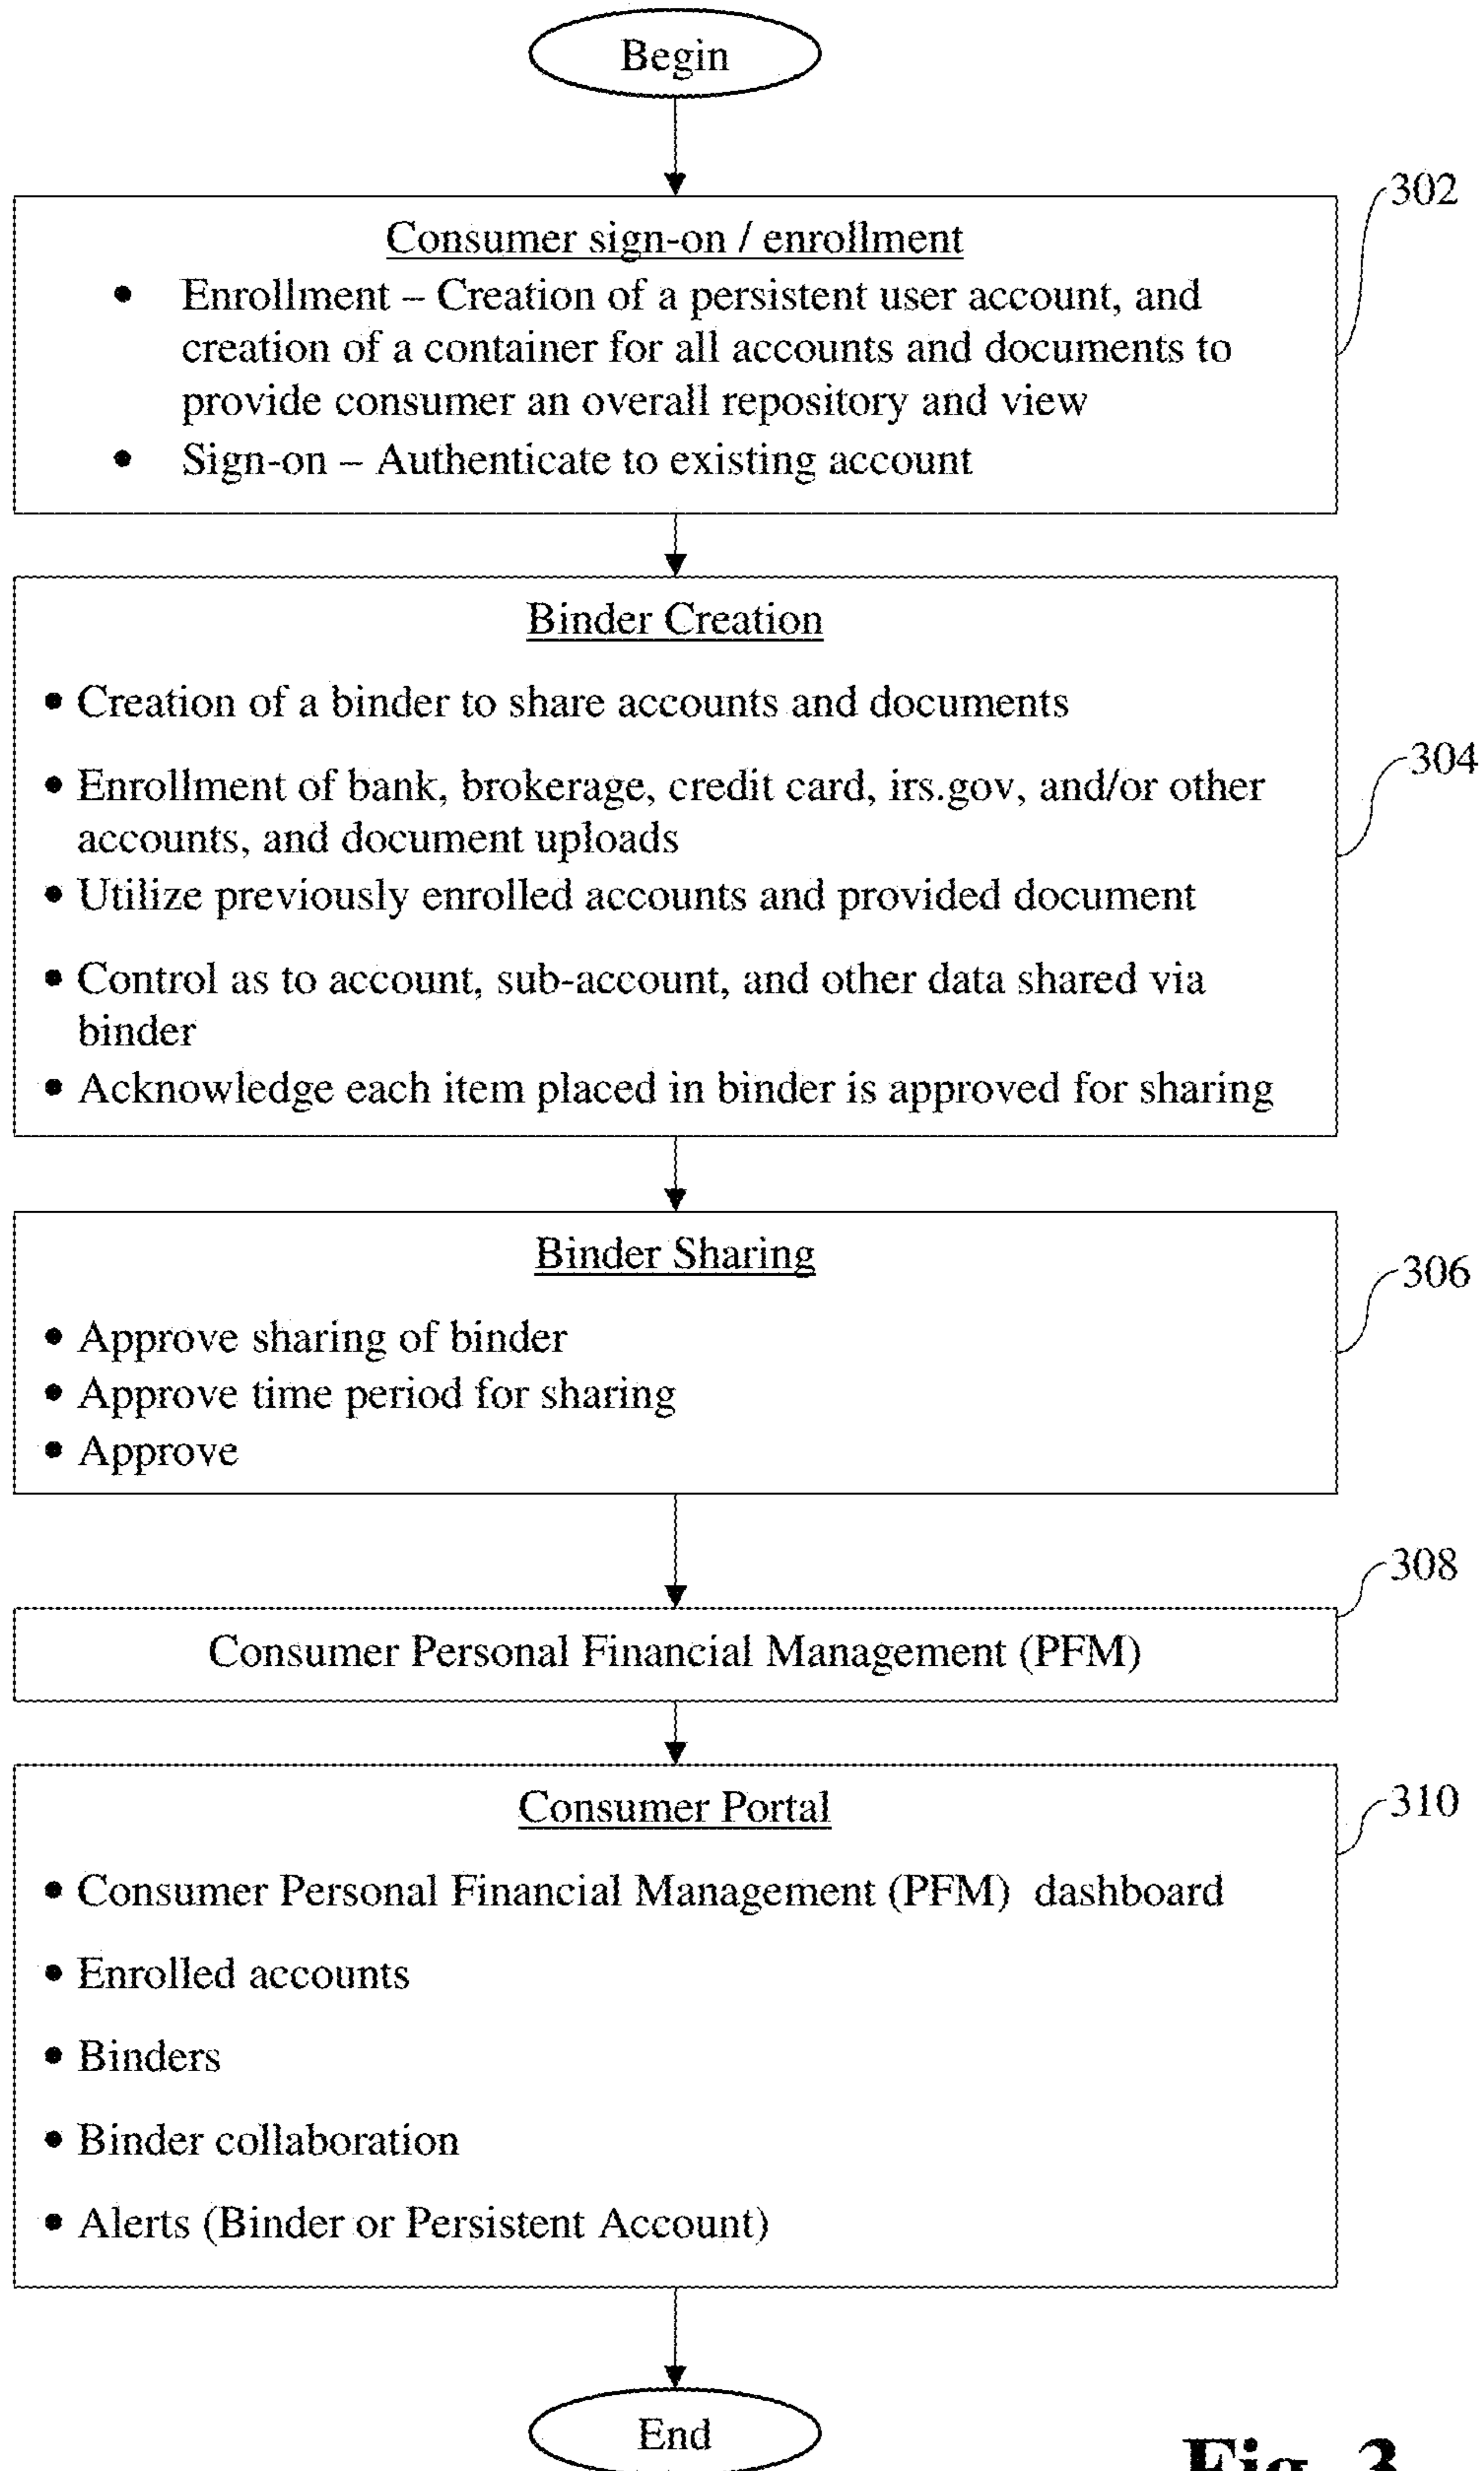 Begin
302
Consumer sign-on / enrollment
• Enrollment – Creation of a persistent user account, and
creation of a container for all accounts and documents to
provide consumer an overall repository and view
• Sign-on – Authenticate to existing account
Binder Creation
• Creation of a binder to share accounts and documents
304
• Enrollment of bank, brokerage, credit card, irs.gov, and/or other
accounts, and document uploads
• Utilize previously enrolled accounts and provided document
• Control as to account, sub-account, and other data shared via
binder
• Acknowledge each item placed in binder is approved for sharing
Binder Sharing
306
• Approve sharing of binder
• Approve time period for sharing
• Approve
308
Consumer Personal Financial Management (PFM)
Consumer Portal
310
• Consumer Personal Financial Management (PFM) dashboard
• Enrolled accounts
• Binders
• Binder collaboration
• Alerts (Binder or Persistent Account)
End
Fig. 3